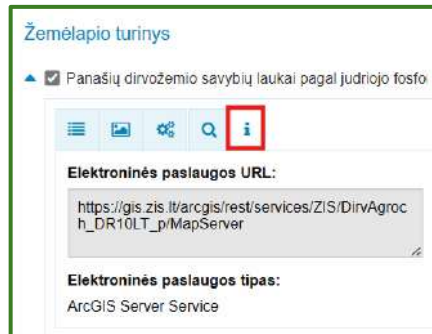 Žemėlapio turinys
Panašių dirvožemio savybių laukai pagal judriojo fosfo
i
Elektroninės paslaugos URL:
https://gis.zis.lt/arcgis/rest/services/ZIS/DirvAgroc
h_DR10LT_p/MapServer
Elektroninės paslaugos tipas:
ArcGIS Server Service